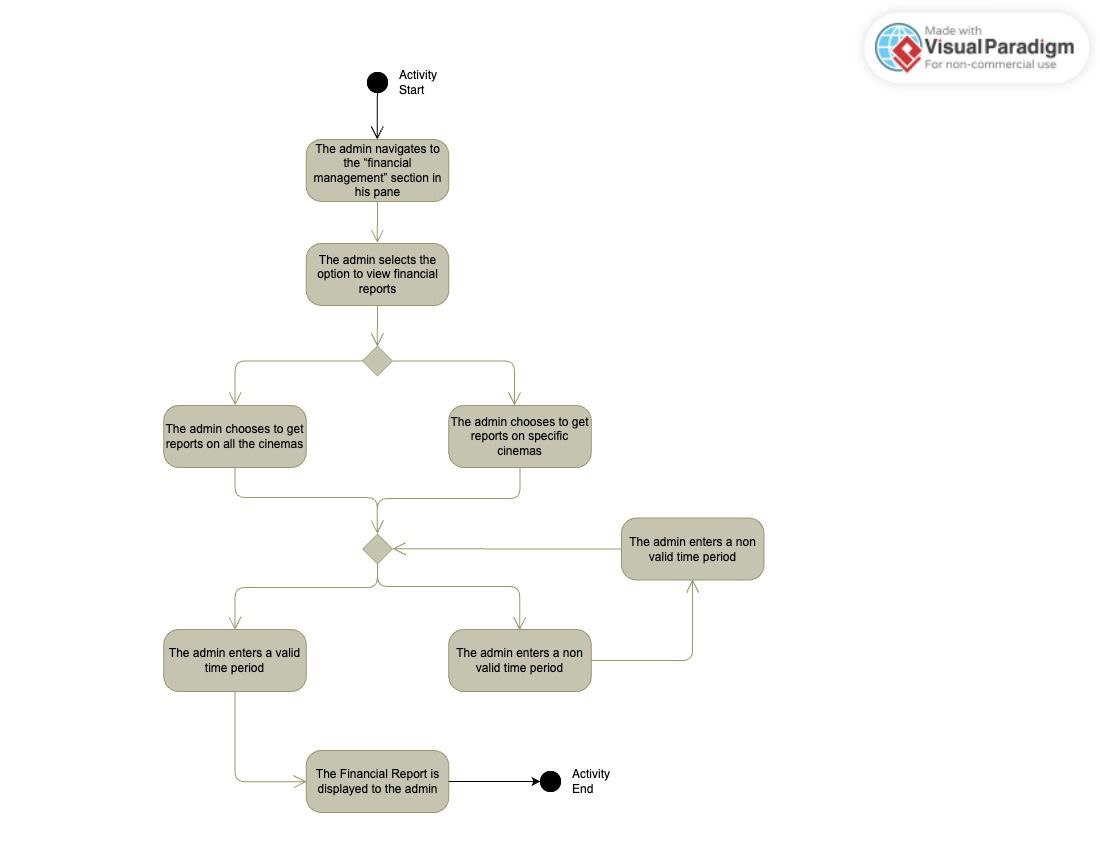 Made with
Visual Paradigm
For non-commercial use
Activity
Start
The admin navigates to
the "financial
management" section in
his pane
The admin selects the
option to view financial
reports
The admin chooses to get
reports on all the cinemas
The admin chooses to get
reports on specific
cinemas
The admin enters a non
valid time period
The admin enters a valid
time period
The admin enters a non
valid time period
The Financial Report is
displayed to the admin
Activity
End